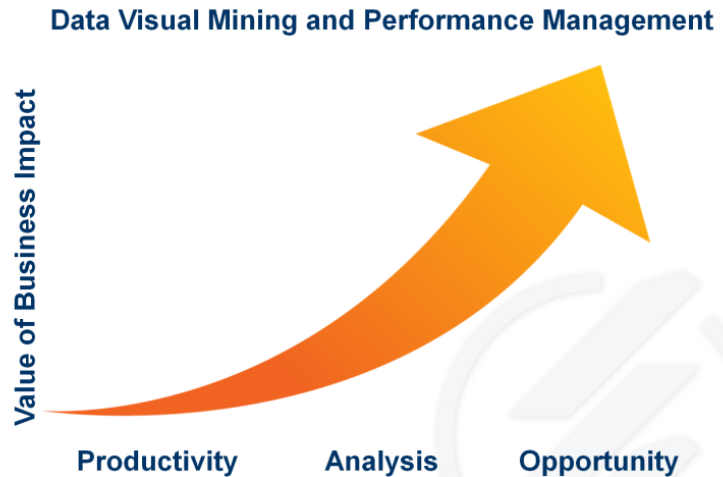 Data Visual Mining and Performance Management
Value of Business Impact
Productivity Analysis Opportunity